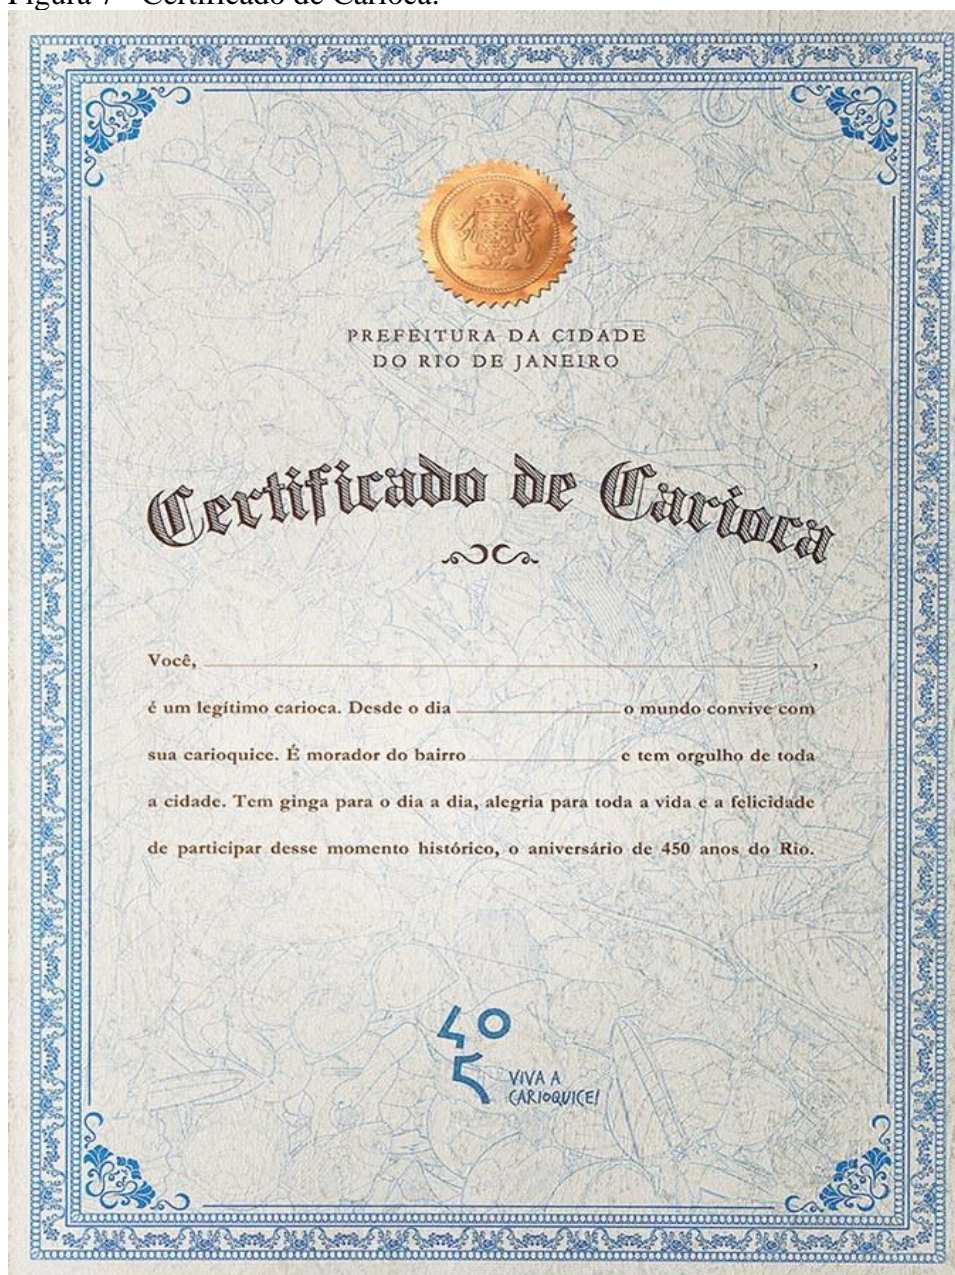 Figura 7 - Certificado de Carioca.
PREFEITURA DA CIDADE
DO RIO DE JANEIRO
Certificado de Carioca
Você, ,
é um legítimo carioca. Desde o dia o mundo convive com
sua carioquice. É morador do bairro e tem orgulho de toda
a cidade. Tem ginga para o dia a dia, alegria para toda a vida e a felicidade
de participar desse momento histórico, o aniversário de 450 anos do Rio.
4 0
5
VIVA A
CARIOQUICE!